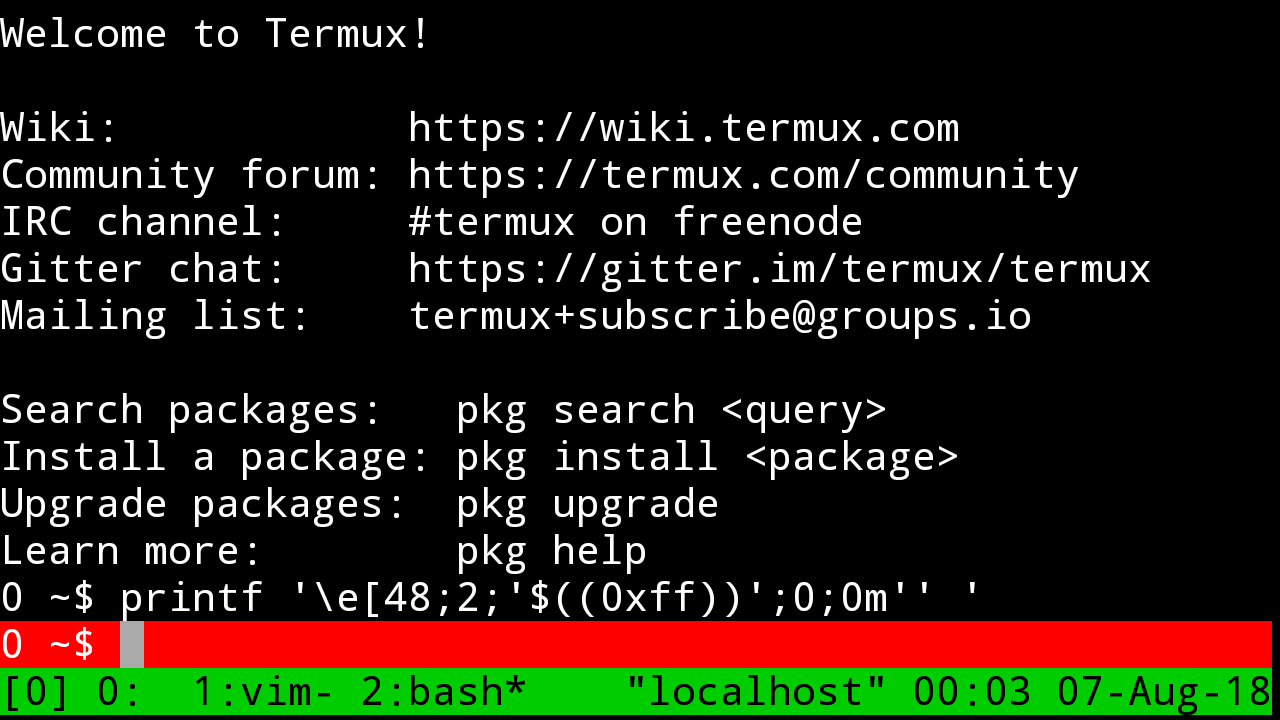 Welcome to Termux!
Wiki:            https://wiki.termux.com
Community forum: https://termux.com/community
IRC channel:     #termux on freenode
Gitter chat:     https://gitter.im/termux/termux
Mailing list:    termux+subscribe@groups.io
Search packages:   pkg search <query>
Install a package: pkg install <package>
Upgrade packages:  pkg upgrade
Learn more:        pkg help
0 ~$ printf '\e[48;2;'$((0xff))';0;0m'' '
0 ~$
[0] 0:  1:vim- 2:bash*    "localhost" 00:03 07-Aug-18